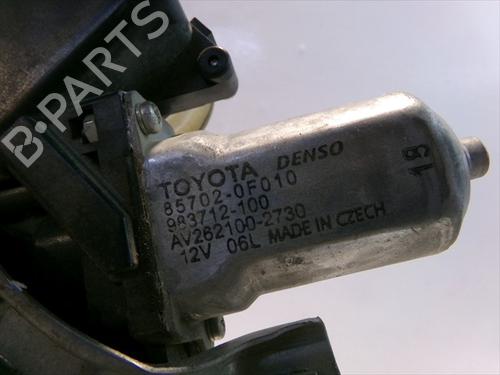 B-PARTS
TOYOTA DENSO
85702-0F010
983712-100
AV262100-2730
12V 06L MADE IN CZECH
19